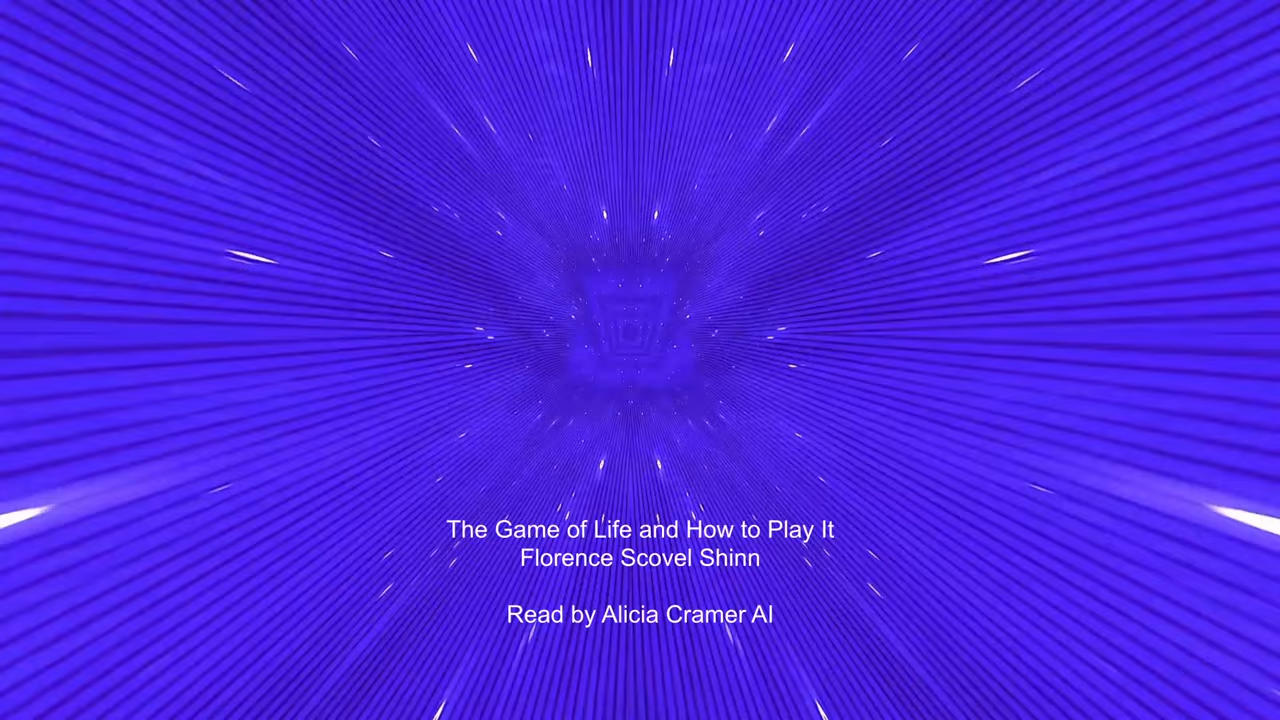 The Game of Life and How to Play It
Florence Scovel Shinn
Read by Alicia Cramer AI